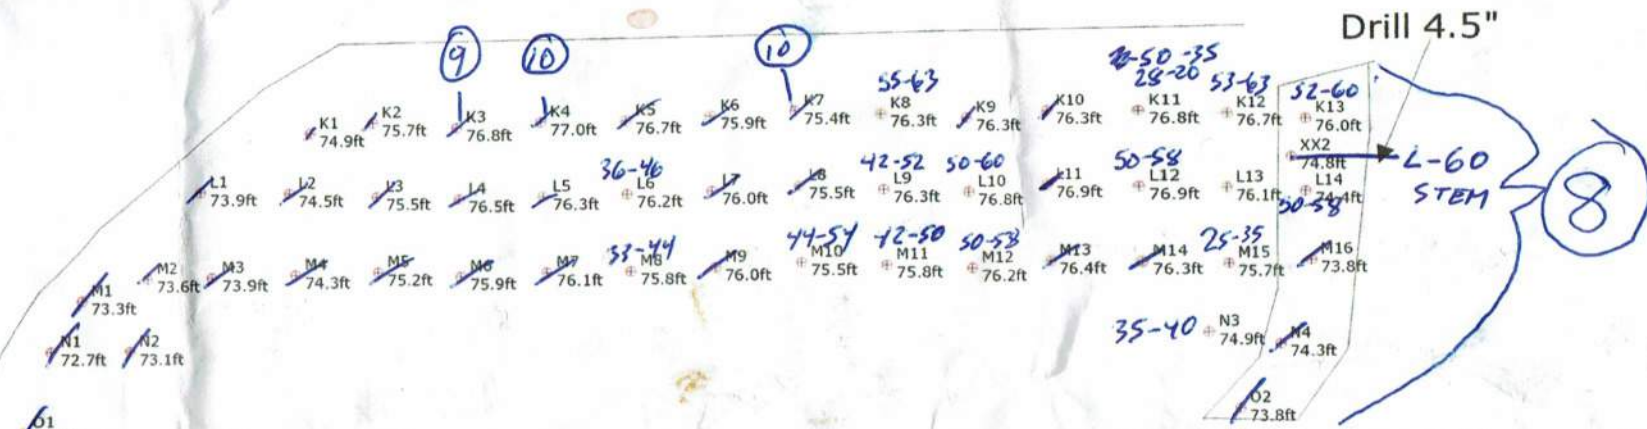 Drill 4.5"
9
10
10
55-63
50-35
28-20
53-63
52-60
K1
74.9ft
K2
75.7ft
K3
76.8ft
K4
77.0ft
K5
76.7ft
K6
75.9ft
K7
75.4ft
K8
76.3ft
K9
76.3ft
K10
76.3ft
K11
76.8ft
K12
76.7ft
K13
76.0ft
XX2
74.8ft
L-60
STEM
8
36-46
42-52
50-60
50-58
L1
73.9ft
L2
74.5ft
L3
75.5ft
L4
76.5ft
L5
76.3ft
L6
76.2ft
L7
76.0ft
L8
75.5ft
L9
76.3ft
L10
76.8ft
L11
76.9ft
L12
76.9ft
L13
76.1ft
L14
74.4ft
50-58
33-44
44-54
42-50
50-58
25-35
M1
73.3ft
M2
73.6ft
M3
73.9ft
M4
74.3ft
M5
75.2ft
M6
75.9ft
M7
76.1ft
M8
75.8ft
M9
76.0ft
M10
75.5ft
M11
75.8ft
M12
76.2ft
M13
76.4ft
M14
76.3ft
M15
75.7ft
M16
73.8ft
N1
72.7ft
N2
73.1ft
35-40
N3
74.9ft
N4
74.3ft
O1
O2
73.8ft